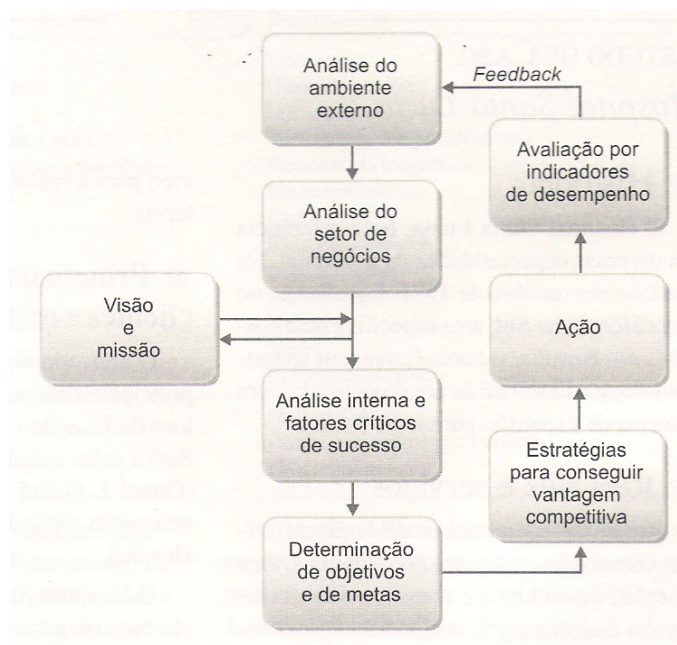 Análise do
ambiente
externo
Feedback
Avaliação por
indicadores
de desempenho
Análise do
setor de
negócios
Visão
e
missão
Ação
Análise interna e
fatores críticos
de sucesso
Estratégias
para conseguir
vantagem
competitiva
Determinação
de objetivos
e de metas